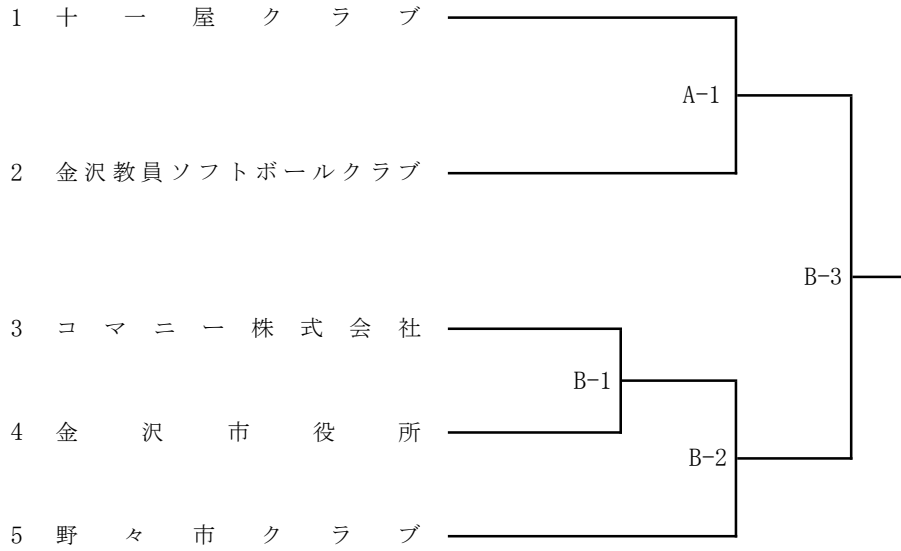 1 十一屋クラブ
A-1
2 金沢教員ソフトボールクラブ
B-3
3 コマニー株式会社
B-1
4 金沢市役所
B-2
5 野々市クラブ